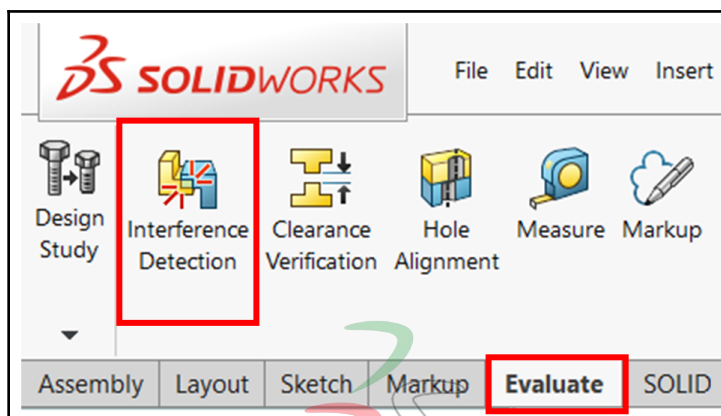 SOLIDWORKS File Edit View Insert
Design Study
Interference Detection
Clearance Verification
Hole Alignment
Measure
Markup
Assembly Layout Sketch Markup Evaluate SOLID